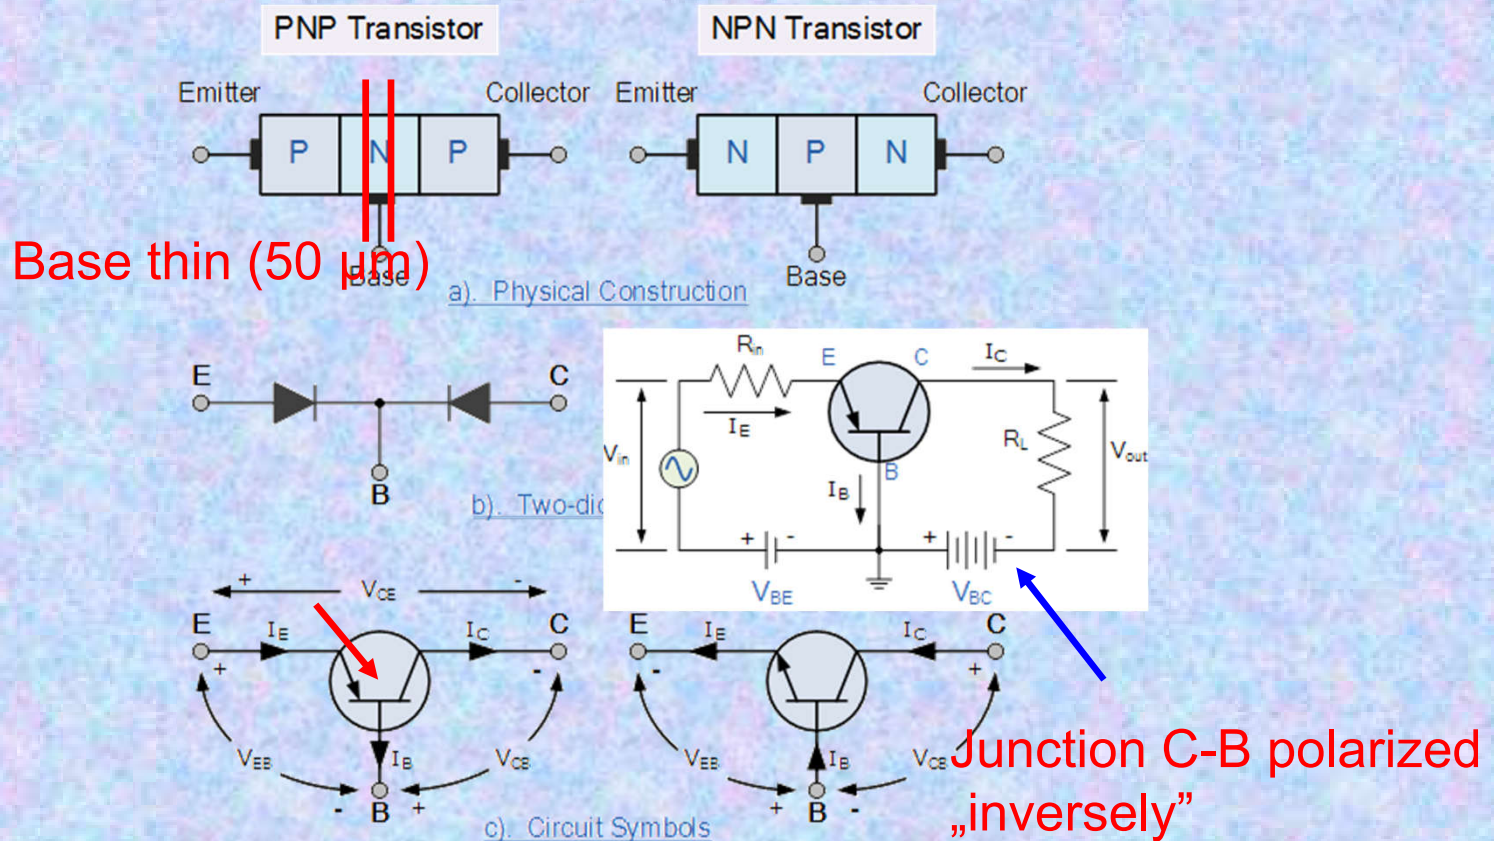 PNP Transistor
NPN Transistor
Emitter
Collector
Emitter
Collector
P
N
P
N
P
N
Base thin (50 µm)
Base
Base
a). Physical Construction
E
C
B
b). Two-dio
Rin
E
C
IC
IE
Vin
RL
Vout
B
IB
+ -
+ -
VBE
VBC
+ VCE -
E
IE
IC
C
+
-
VEB
IB
VCB
- B +
E
IE
IC
C
-
+
VEB
IB
VCB
+ B -
c). Circuit Symbols
Junction C-B polarized
„inversely”